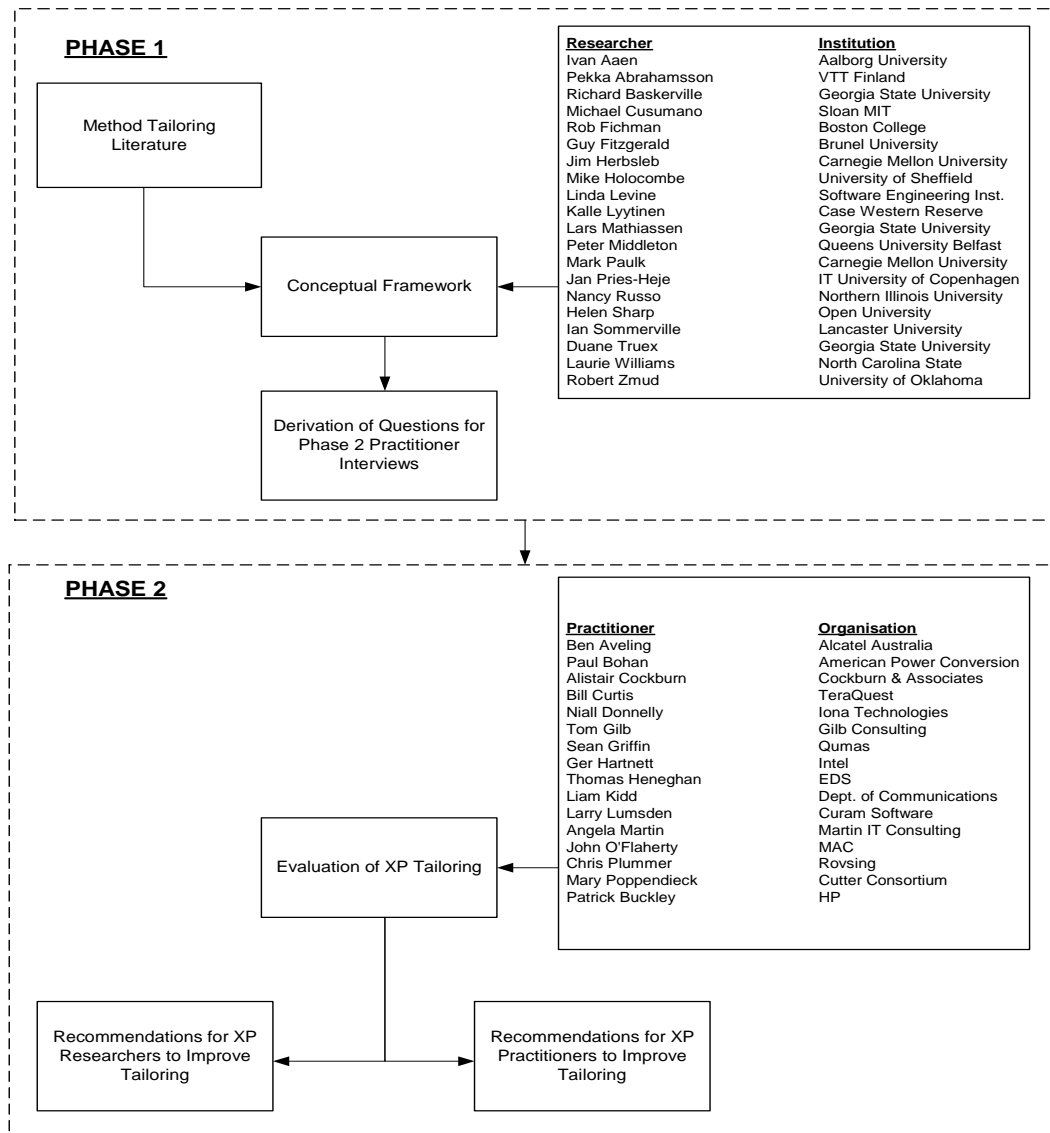 PHASE 1
Method Tailoring
Literature
Conceptual Framework
Derivation of Questions for
Phase 2 Practitioner
Interviews
Researcher Institution
Ivan Aaen Aalborg University
Pekka Abrahamsson VTT Finland
Richard Baskerville Georgia State University
Michael Cusumano Sloan MIT
Rob Fichman Boston College
Guy Fitzgerald Brunel University
Jim Herbsleb Carnegie Mellon University
Mike Holocombe University of Sheffield
Linda Levine Software Engineering Inst.
Kalle Lyytinen Case Western Reserve
Lars Mathiassen Georgia State University
Peter Middleton Queens University Belfast
Mark Paulk Carnegie Mellon University
Jan Pries-Heje IT University of Copenhagen
Nancy Russo Northern Illinois University
Helen Sharp Open University
Ian Sommerville Lancaster University
Duane Truex Georgia State University
Laurie Williams North Carolina State
Robert Zmud University of Oklahoma
PHASE 2
Practitioner Organisation
Ben Aveling Alcatel Australia
Paul Bohan American Power Conversion
Alistair Cockburn Cockburn & Associates
Bill Curtis TeraQuest
Niall Donnelly Iona Technologies
Tom Gilb Gilb Consulting
Sean Griffin Qumas
Ger Hartnett Intel
Thomas Heneghan EDS
Liam Kidd Dept. of Communications
Larry Lumsden Curam Software
Angela Martin Martin IT Consulting
John O'Flaherty MAC
Chris Plummer Rovsing
Mary Poppendieck Cutter Consortium
Patrick Buckley HP
Evaluation of XP Tailoring
Recommendations for XP
Researchers to Improve
Tailoring
Recommendations for XP
Practitioners to Improve
Tailoring